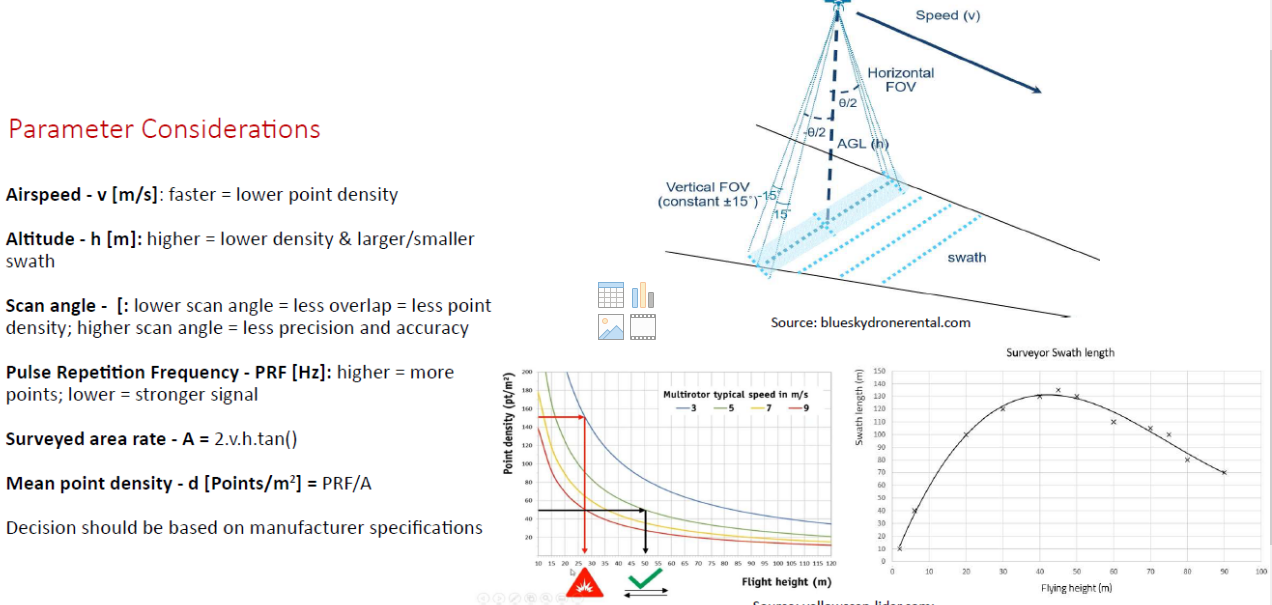 Parameter Considerations
Airspeed - v [m/s]: faster = lower point density
Altitude - h [m]: higher = lower density & larger/smaller
swath
Scan angle -  [: lower scan angle = less overlap = less point
density; higher scan angle = less precision and accuracy
Pulse Repetition Frequency - PRF [Hz]: higher = more
points; lower = stronger signal
Surveyed area rate - A = 2.v.h.tan()
Mean point density - d [Points/m²] = PRF/A
Decision should be based on manufacturer specifications
Speed (v)
Horizontal
FOV
θ/2
-θ/2
AGL (h)
Vertical FOV
(constant ±15°)
-15°
15°
swath
Source: blueskydronerental.com
Point density (pt/m²)
200
180
160
140
120
100
80
60
40
20
Multirotor typical speed in m/s
3 5 7 9
10 15 20 25 30 35 40 45 50 55 60 65 70 75 80 85 90 95 100 105 110 115 120
Flight height (m)
Surveyor Swath length
Swath length (m)
150
140
130
120
110
100
90
80
70
60
50
40
30
20
10
0
0 10 20 30 40 50 60 70 80 90 100
Flying height (m)